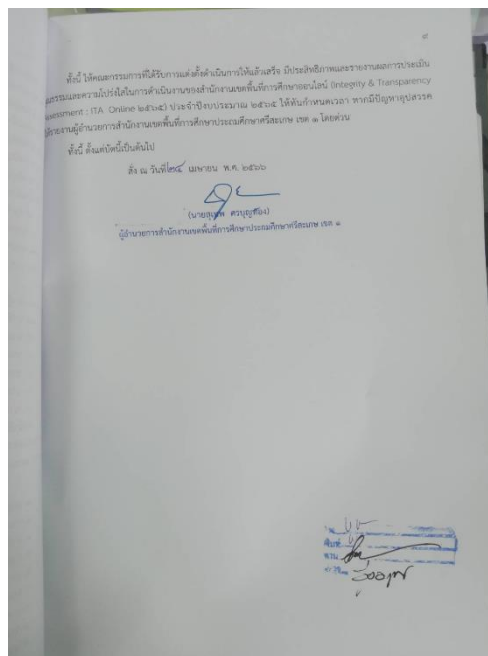 ๙
ทั้งนี้ ให้คณะกรรมการที่ได้รับการแต่งตั้งดำเนินการให้แล้วเสร็จ มีประสิทธิภาพและรายงานผลการประเมิน
ธรรมและความโปร่งใสในการดำเนินงานของสำนักงานเขตพื้นที่การศึกษาออนไลน์ (Integrity & Transparency
sessment : ITA Online ๒๕๖๕) ประจำปีงบประมาณ ๒๕๖๕ ให้ทันกำหนดเวลา หากมีปัญหาอุปสรรค
ให้รายงานผู้อำนวยการสำนักงานเขตพื้นที่การศึกษาประถมศึกษาศรีสะเกษ เขต ๑ โดยด่วน
ทั้งนี้ ตั้งแต่บัดนี้เป็นต้นไป
สั่ง ณ วันที่ ๒๔ เมษายน พ.ศ. ๒๕๖๖
(นายสุเทพ ศวบุญทอง)
ผู้อำนวยการสำนักงานเขตพื้นที่การศึกษาประถมศึกษาศรีสะเกษ เขต ๑
พิมพ์
ทาน